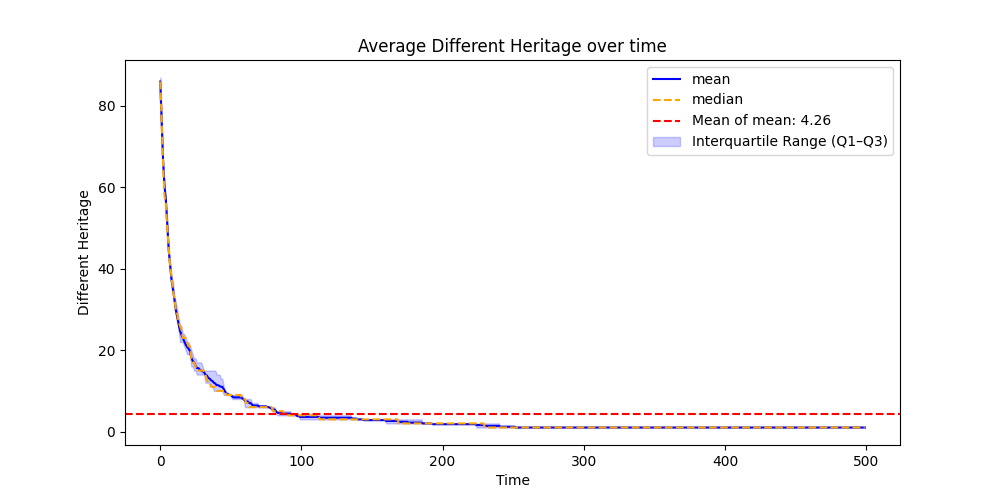 Average Different Heritage over time
mean
median
Mean of mean: 4.26
Interquartile Range (Q1–Q3)
Different Heritage
80
60
40
20
0
0 100 200 300 400 500
Time